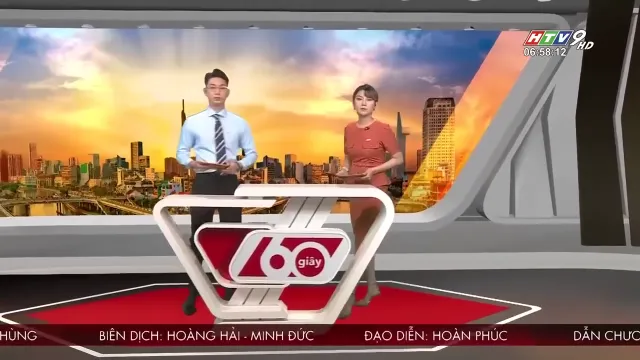 HTV9 HD
06:58:12
60 giây
HÙNG BIÊN DỊCH: HOÀNG HẢI - MINH ĐỨC ĐẠO DIỄN: HOÀN PHÚC DẪN CHƯƠ